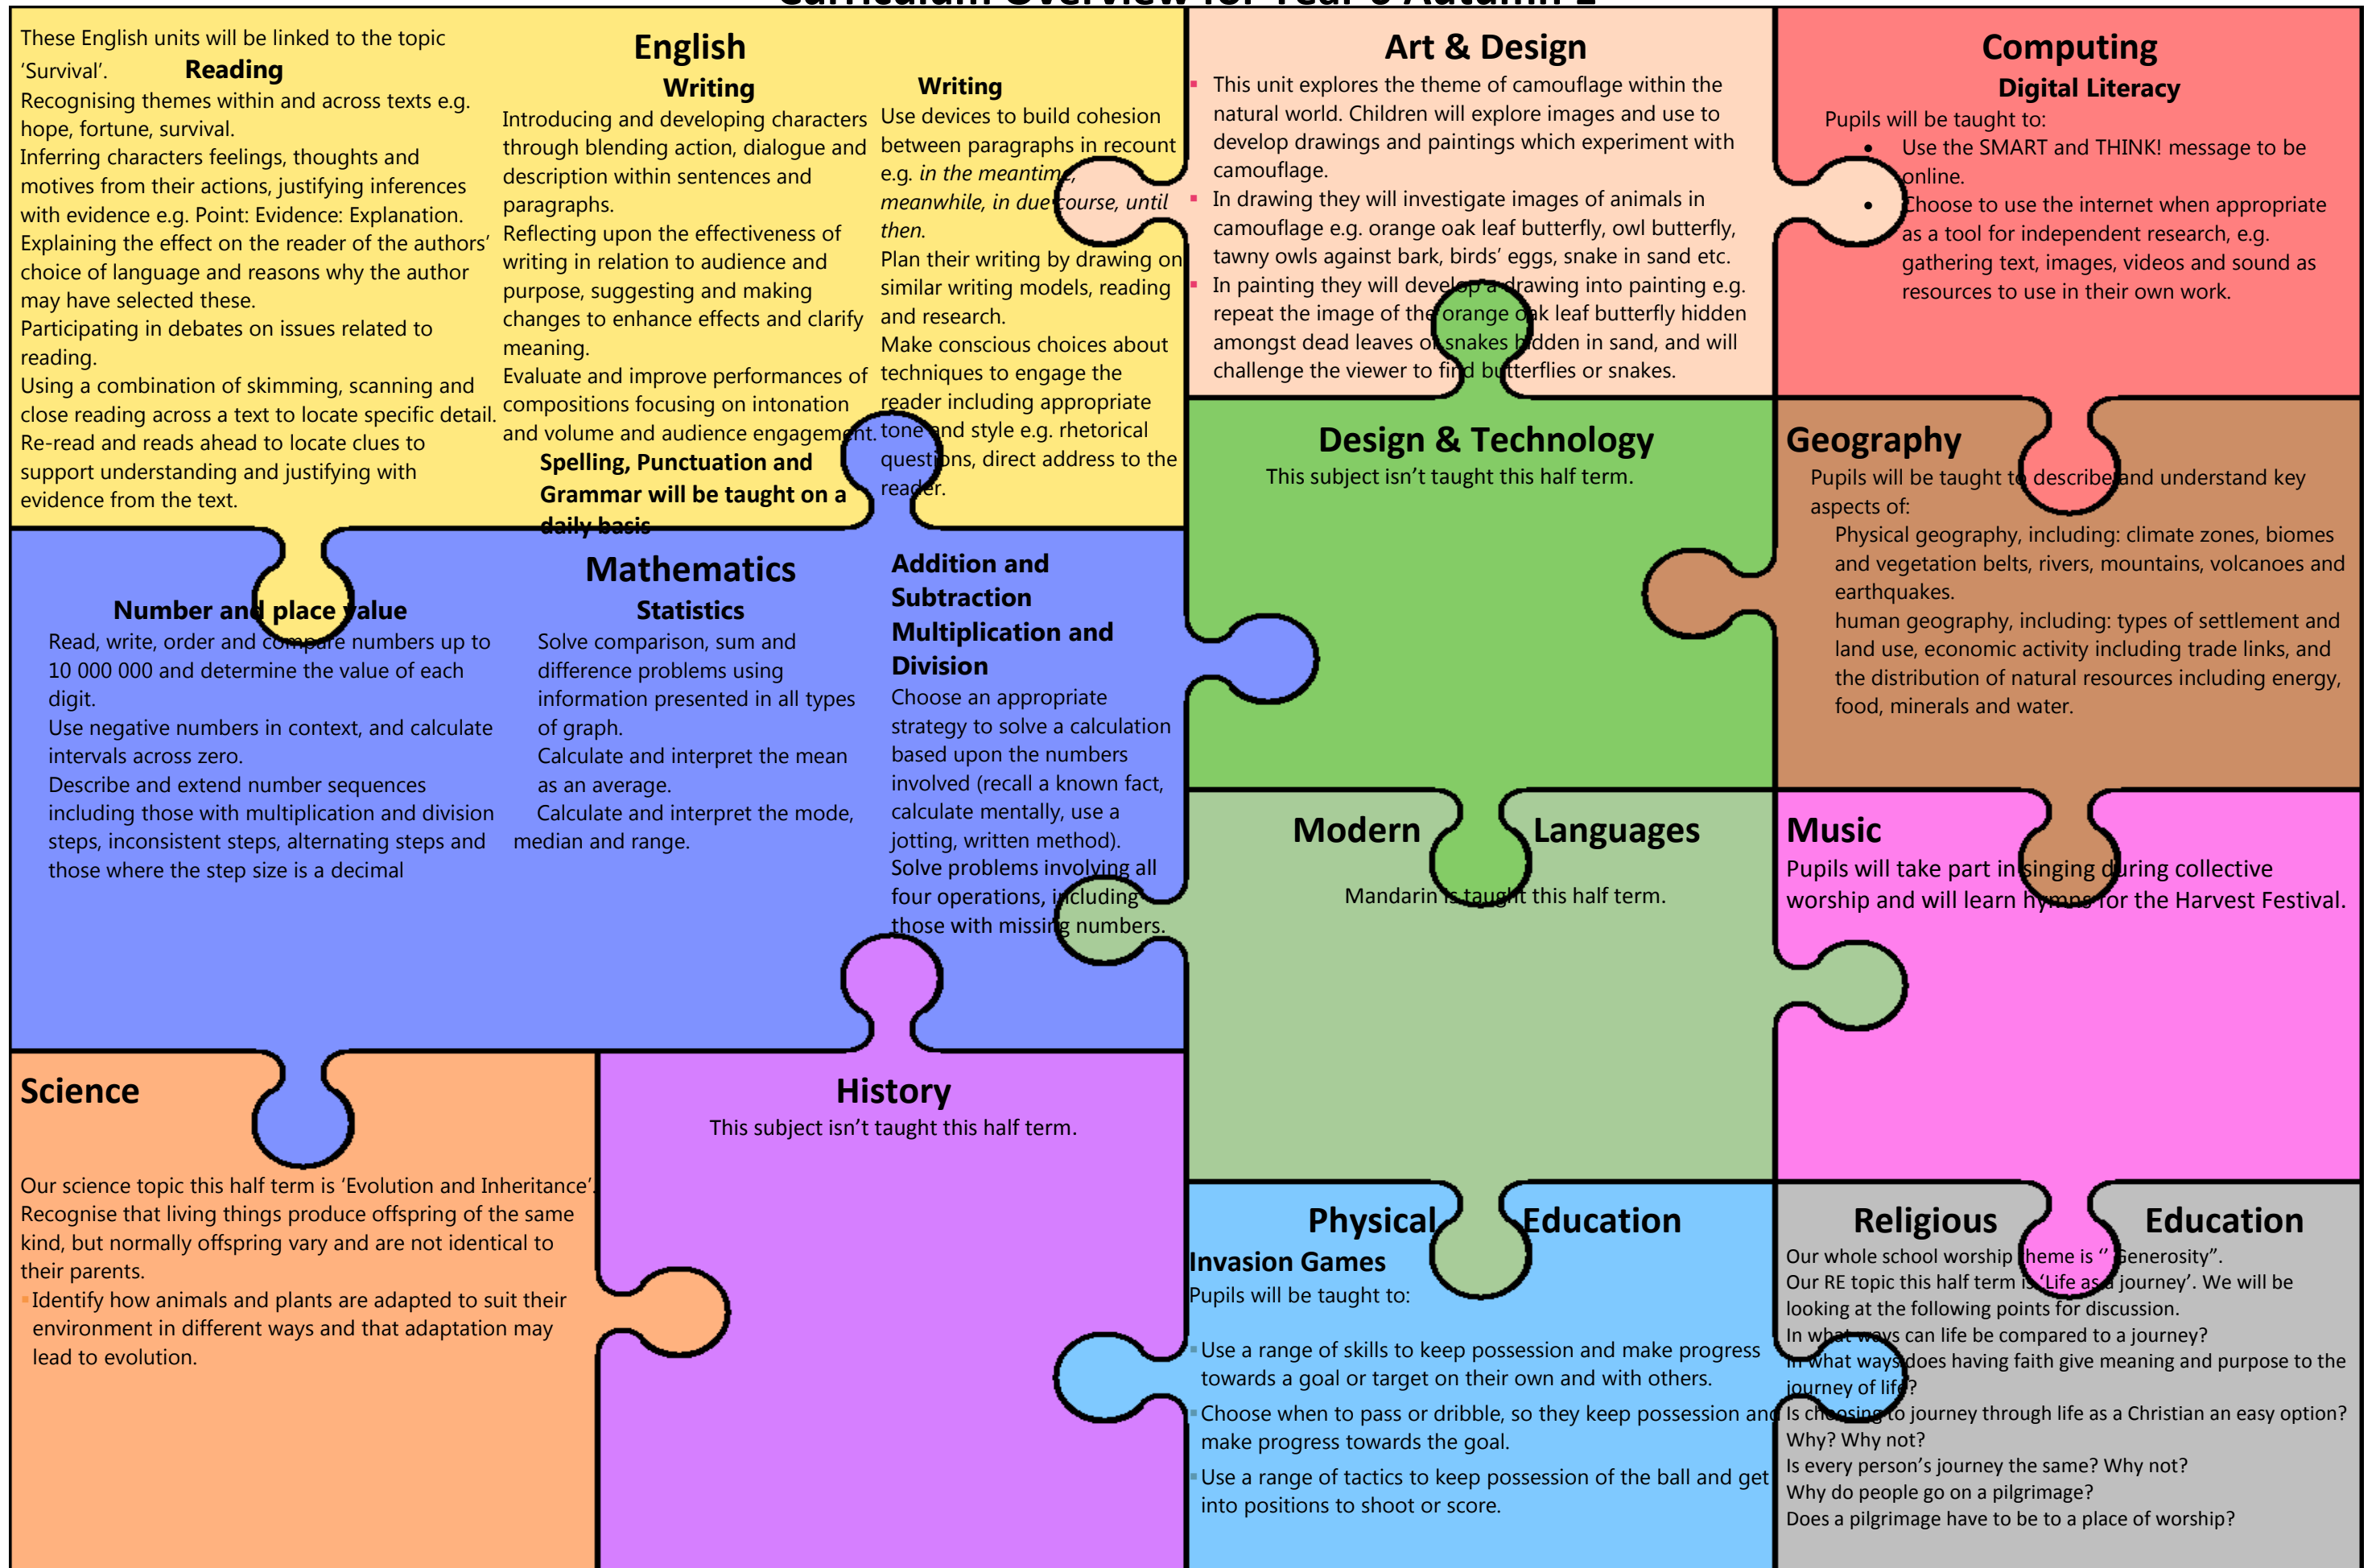 Curriculum Overview for Year 6 Autumn 1
English
These English units will be linked to the topic
‘Survival’.
Reading
Recognising themes within and across texts e.g.
hope, fortune, survival.
Inferring characters feelings, thoughts and
motives from their actions, justifying inferences
with evidence e.g. Point: Evidence: Explanation.
Explaining the effect on the reader of the authors’
choice of language and reasons why the author
may have selected these.
Participating in debates on issues related to
reading.
Using a combination of skimming, scanning and
close reading across a text to locate specific detail.
Re-read and reads ahead to locate clues to
support understanding and justifying with
evidence from the text.
Writing
Introducing and developing characters
through blending action, dialogue and
description within sentences and
paragraphs.
Reflecting upon the effectiveness of
writing in relation to audience and
purpose, suggesting and making
changes to enhance effects and clarify
meaning.
Evaluate and improve performances of
compositions focusing on intonation
and volume and audience engagement.
Spelling, Punctuation and
Grammar will be taught on a
daily basis
Writing
Use devices to build cohesion
between paragraphs in recount
e.g. in the meantime,
meanwhile, in due course, until
then.
Plan their writing by drawing on
similar writing models, reading
and research.
Make conscious choices about
techniques to engage the
reader including appropriate
tone and style e.g. rhetorical
questions, direct address to the
reader.
Art & Design
▪ This unit explores the theme of camouflage within the
natural world. Children will explore images and use to
develop drawings and paintings which experiment with
camouflage.
▪ In drawing they will investigate images of animals in
camouflage e.g. orange oak leaf butterfly, owl butterfly,
tawny owls against bark, birds’ eggs, snake in sand etc.
▪ In painting they will develop a drawing into painting e.g.
repeat the image of the orange oak leaf butterfly hidden
amongst dead leaves or snakes hidden in sand, and will
challenge the viewer to find butterflies or snakes.
Computing
Digital Literacy
Pupils will be taught to:
• Use the SMART and THINK! message to be
online.
• Choose to use the internet when appropriate
as a tool for independent research, e.g.
gathering text, images, videos and sound as
resources to use in their own work.
Design & Technology
This subject isn’t taught this half term.
Geography
Pupils will be taught to describe and understand key
aspects of:
Physical geography, including: climate zones, biomes
and vegetation belts, rivers, mountains, volcanoes and
earthquakes.
human geography, including: types of settlement and
land use, economic activity including trade links, and
the distribution of natural resources including energy,
food, minerals and water.
Mathematics
Number and place value
Read, write, order and compare numbers up to
10 000 000 and determine the value of each
digit.
Use negative numbers in context, and calculate
intervals across zero.
Describe and extend number sequences
including those with multiplication and division
steps, inconsistent steps, alternating steps and
those where the step size is a decimal
Statistics
Solve comparison, sum and
difference problems using
information presented in all types
of graph.
Calculate and interpret the mean
as an average.
Calculate and interpret the mode,
median and range.
Addition and
Subtraction
Multiplication and
Division
Choose an appropriate
strategy to solve a calculation
based upon the numbers
involved (recall a known fact,
calculate mentally, use a
jotting, written method).
Solve problems involving all
four operations, including
those with missing numbers.
Modern Languages
Mandarin is taught this half term.
Music
Pupils will take part in singing during collective
worship and will learn hymns for the Harvest Festival.
Science
Our science topic this half term is ‘Evolution and Inheritance’.
Recognise that living things produce offspring of the same
kind, but normally offspring vary and are not identical to
their parents.
▪ Identify how animals and plants are adapted to suit their
environment in different ways and that adaptation may
lead to evolution.
History
This subject isn’t taught this half term.
Physical Education
Invasion Games
Pupils will be taught to:
▪ Use a range of skills to keep possession and make progress
towards a goal or target on their own and with others.
▪ Choose when to pass or dribble, so they keep possession and
make progress towards the goal.
▪ Use a range of tactics to keep possession of the ball and get
into positions to shoot or score.
Religious Education
Our whole school worship theme is “ Generosity”.
Our RE topic this half term is ‘Life as a journey’. We will be
looking at the following points for discussion.
In what ways can life be compared to a journey?
In what ways does having faith give meaning and purpose to the
journey of life?
Is choosing to journey through life as a Christian an easy option?
Why? Why not?
Is every person’s journey the same? Why not?
Why do people go on a pilgrimage?
Does a pilgrimage have to be to a place of worship?